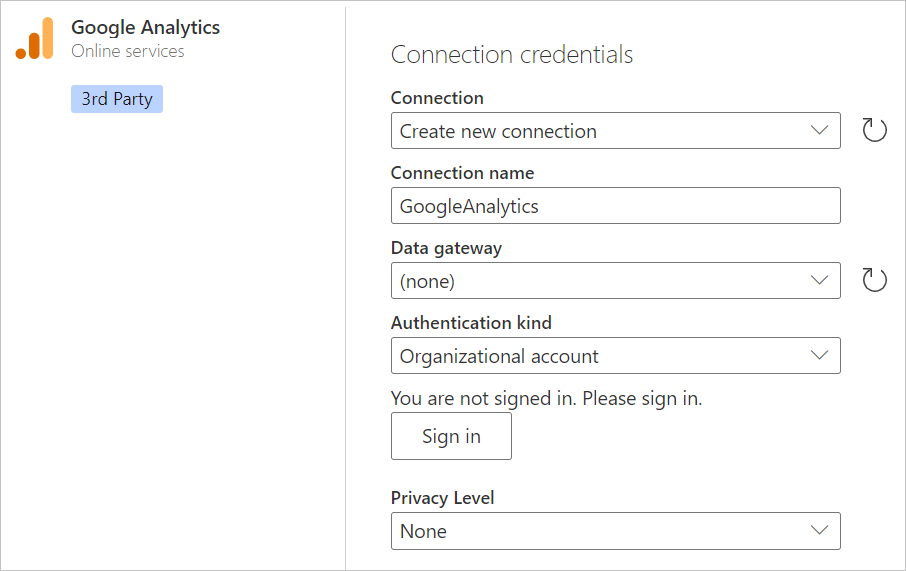 Google Analytics
Online services
3rd Party
Connection credentials
Connection
Create new connection
Connection name
GoogleAnalytics
Data gateway
(none)
Authentication kind
Organizational account
You are not signed in. Please sign in.
Sign in
Privacy Level
None